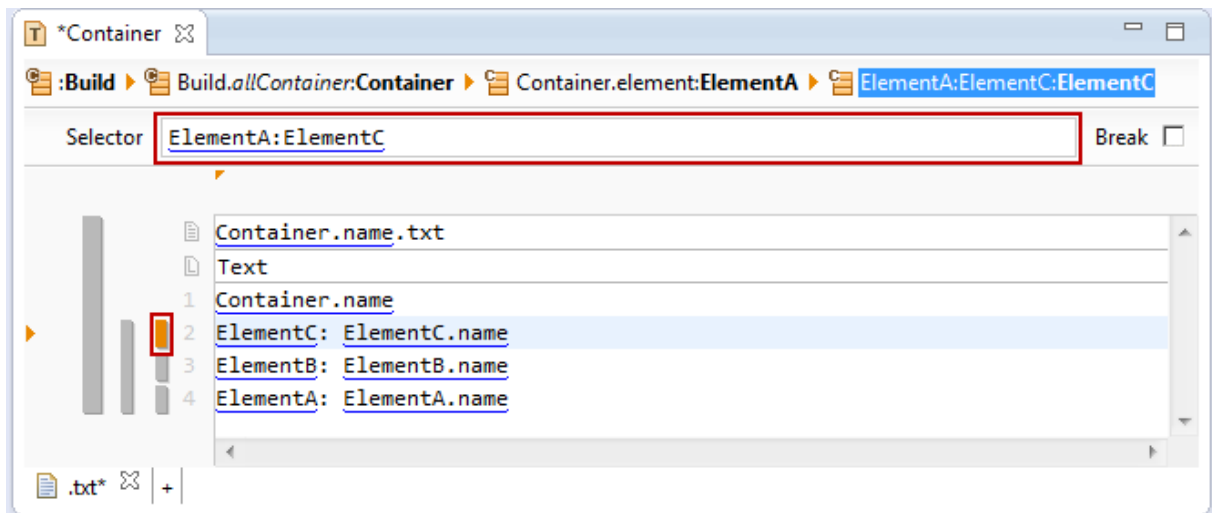 T *Container
:Build Build.allContainer:Container Container.element:ElementA ElementA:ElementC:ElementC
Selector ElementA:ElementC Break
Container.name.txt
L Text
1 Container.name
2 ElementC: ElementC.name
3 ElementB: ElementB.name
4 ElementA: ElementA.name
.txt* +